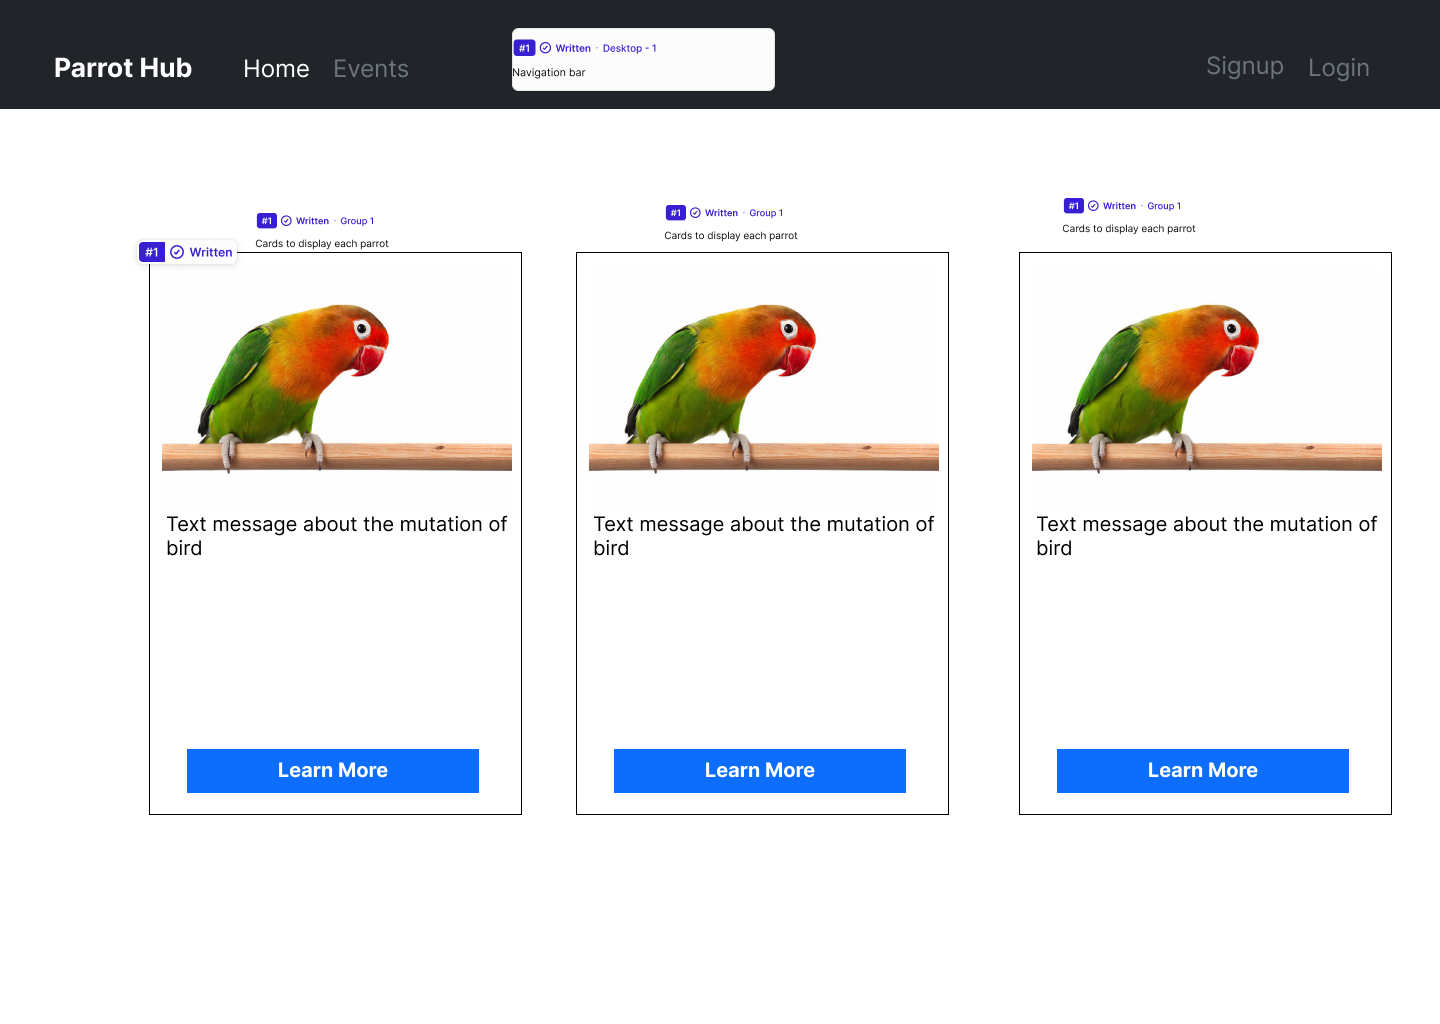 Parrot Hub Home Events
#1 Written · Desktop - 1
Navigation bar
Signup Login
#1 Written · Group 1
Cards to display each parrot
#1 Written · Group 1
Cards to display each parrot
#1 Written · Group 1
Cards to display each parrot
#1 Written
Text message about the mutation of
bird
Learn More
Text message about the mutation of
bird
Learn More
Text message about the mutation of
bird
Learn More